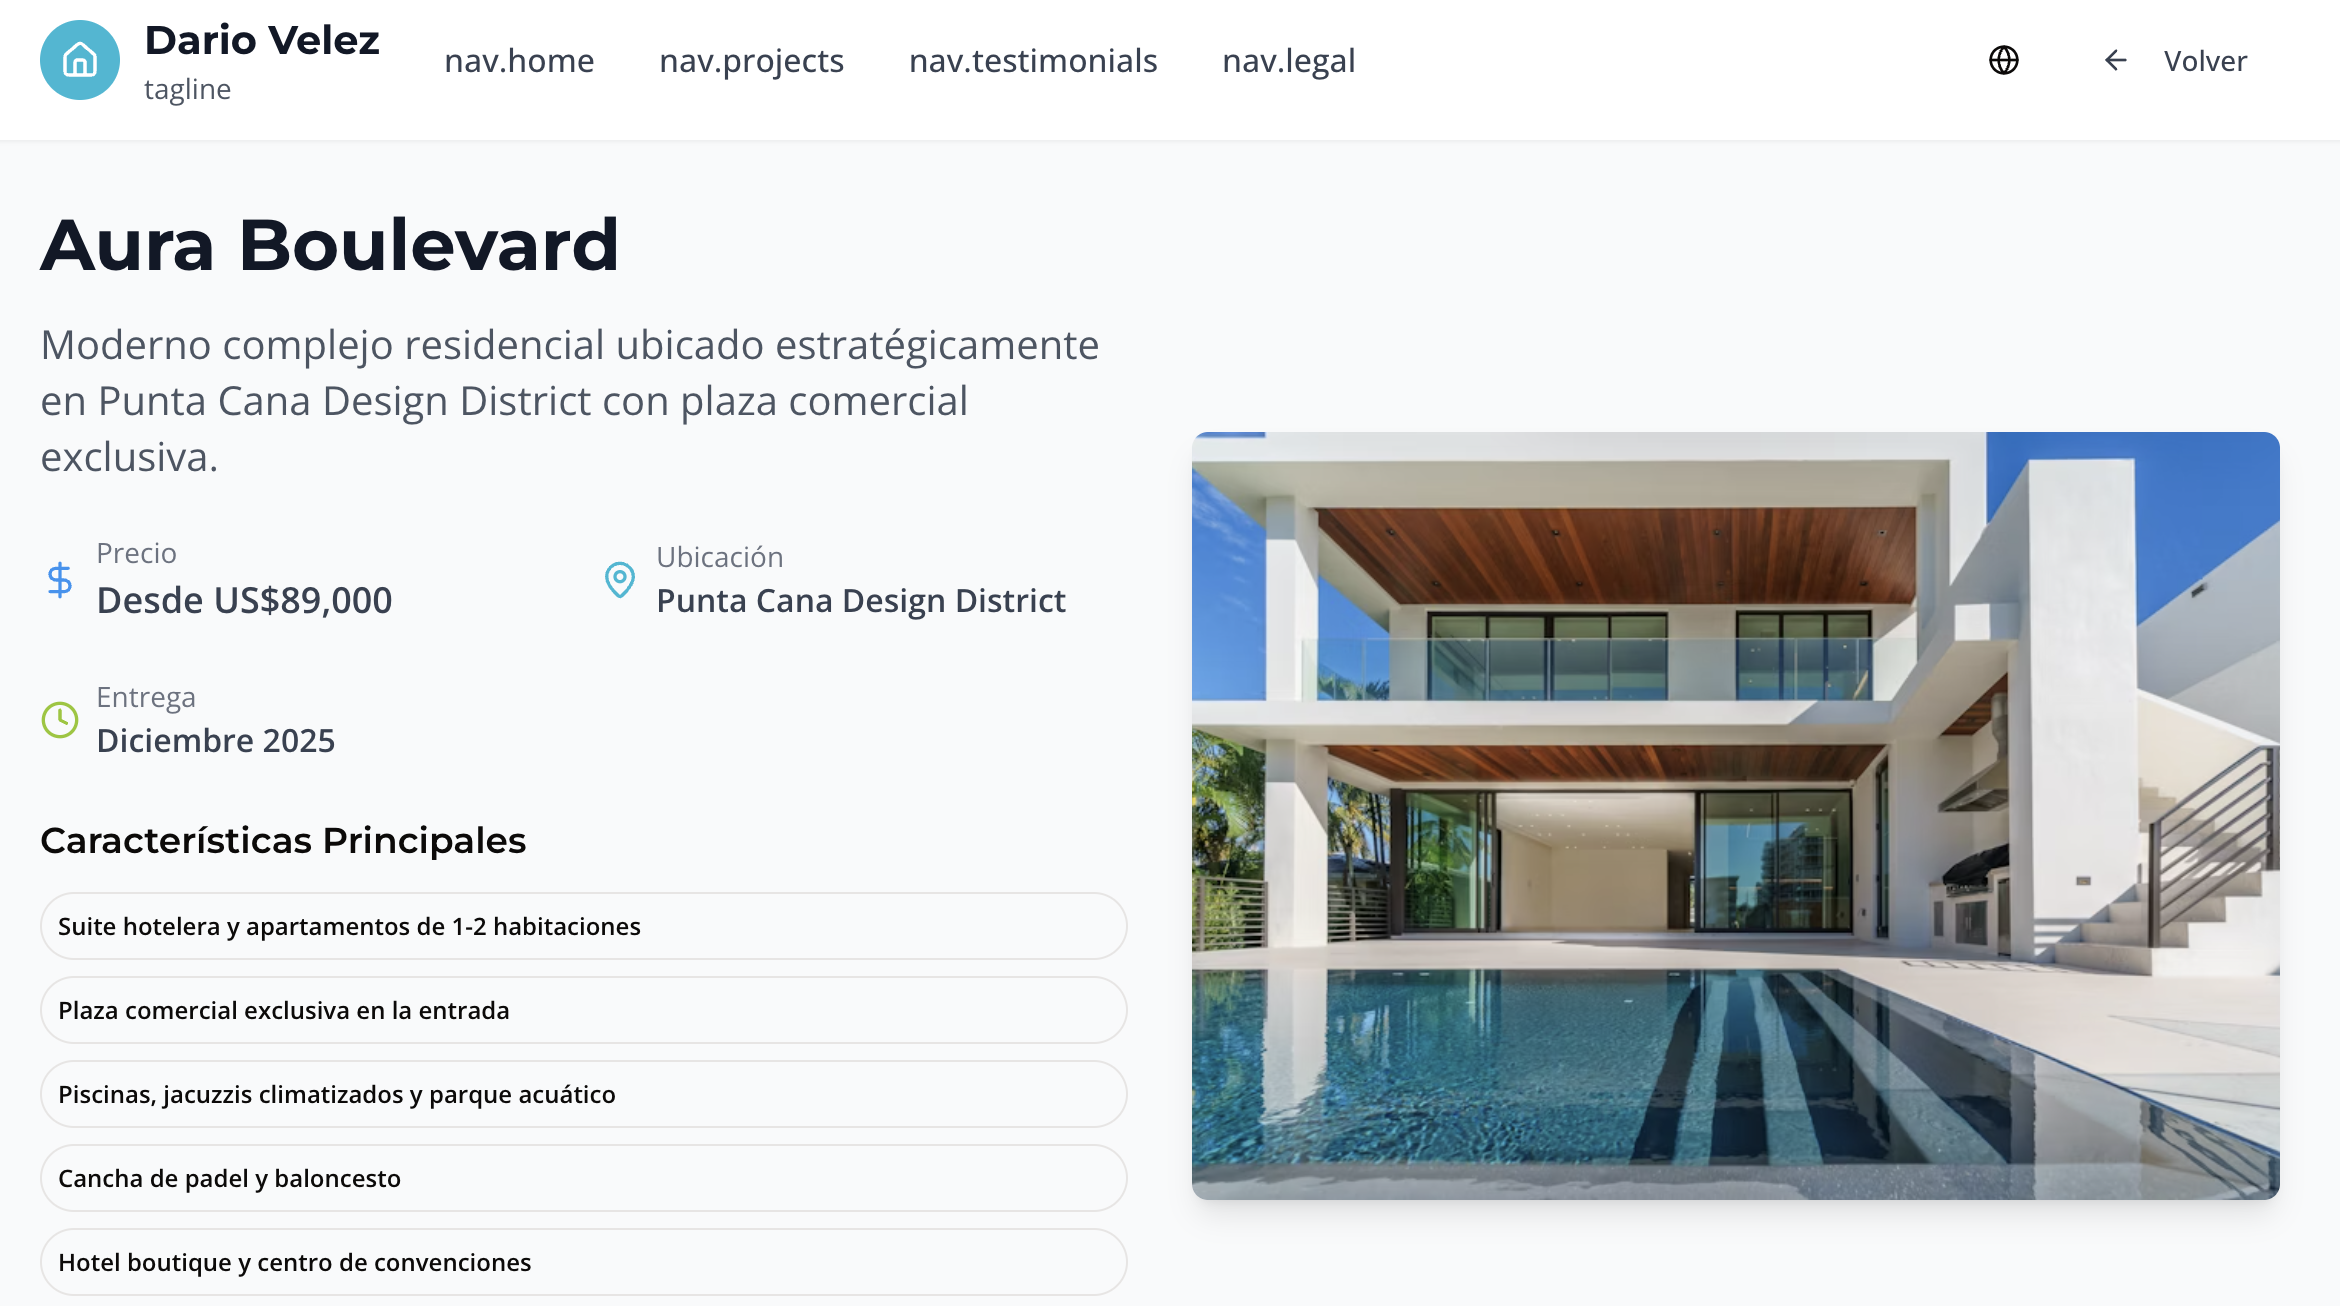 Dario Velez
tagline
nav.home
nav.projects
nav.testimonials
nav.legal
Volver
Aura Boulevard
Moderno complejo residencial ubicado estratégicamente
en Punta Cana Design District con plaza comercial
exclusiva.
Precio
Desde US$89,000
Ubicación
Punta Cana Design District
Entrega
Diciembre 2025
Características Principales
Suite hotelera y apartamentos de 1-2 habitaciones
Plaza comercial exclusiva en la entrada
Piscinas, jacuzzis climatizados y parque acuático
Cancha de padel y baloncesto
Hotel boutique y centro de convenciones